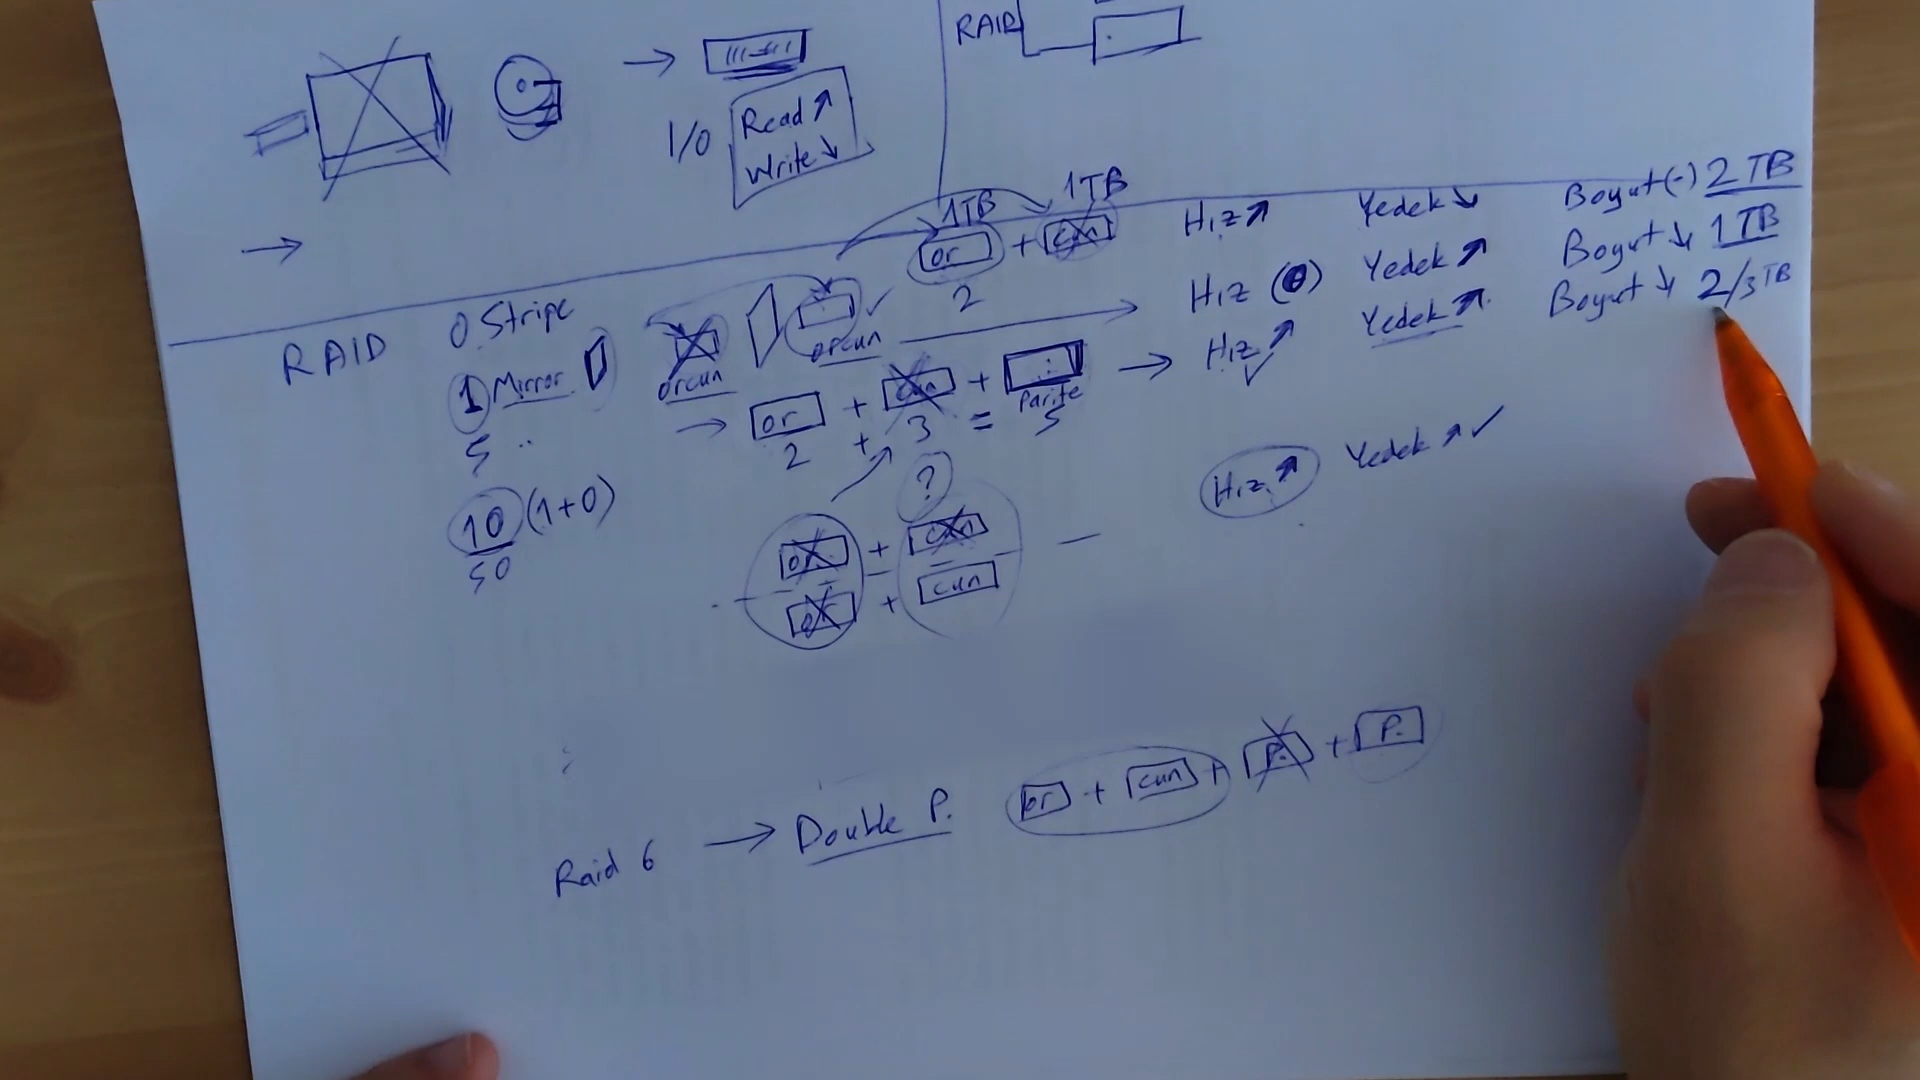 RAID
I/O Read ↗
Write ↘
1TB 1TB
or + cun
2
Hız ↗ Yedek ↘ Boyut (-) 2 TB
Hız (0) Yedek ↗ Boyut ↓ 1 TB
Hız ↗ Yedek ↗ Boyut ↓ 2/3 TB
RAID 0 Stripe
1 Mirror
orcun orcun
5
→ or + cun + Parite →
2 + 3 = 5
10 (1+0)
50
?
or + cun
or + cun
Hız ↗ Yedek ↗ ✓
Raid 6 → Double P. or + cun + P. + P.